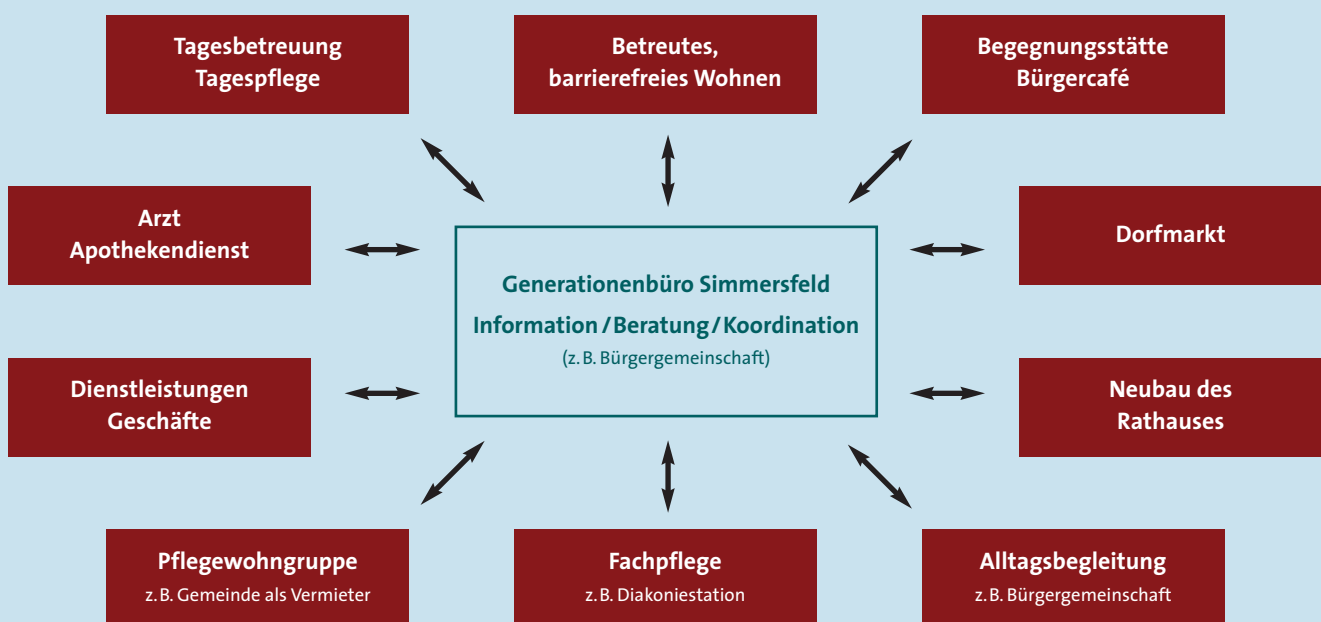 Tagesbetreuung
Tagespflege
Betreutes,
barrierefreies Wohnen
Begegnungsstätte
Bürgercafé
Arzt
Apothekendienst
Dorfmarkt
Generationenbüro Simmersfeld
Information/Beratung/Koordination
(z. B. Bürgergemeinschaft)
Dienstleistungen
Geschäfte
Neubau des
Rathauses
Pflegewohngruppe
z. B. Gemeinde als Vermieter
Fachpflege
z. B. Diakoniestation
Alltagsbegleitung
z. B. Bürgergemeinschaft